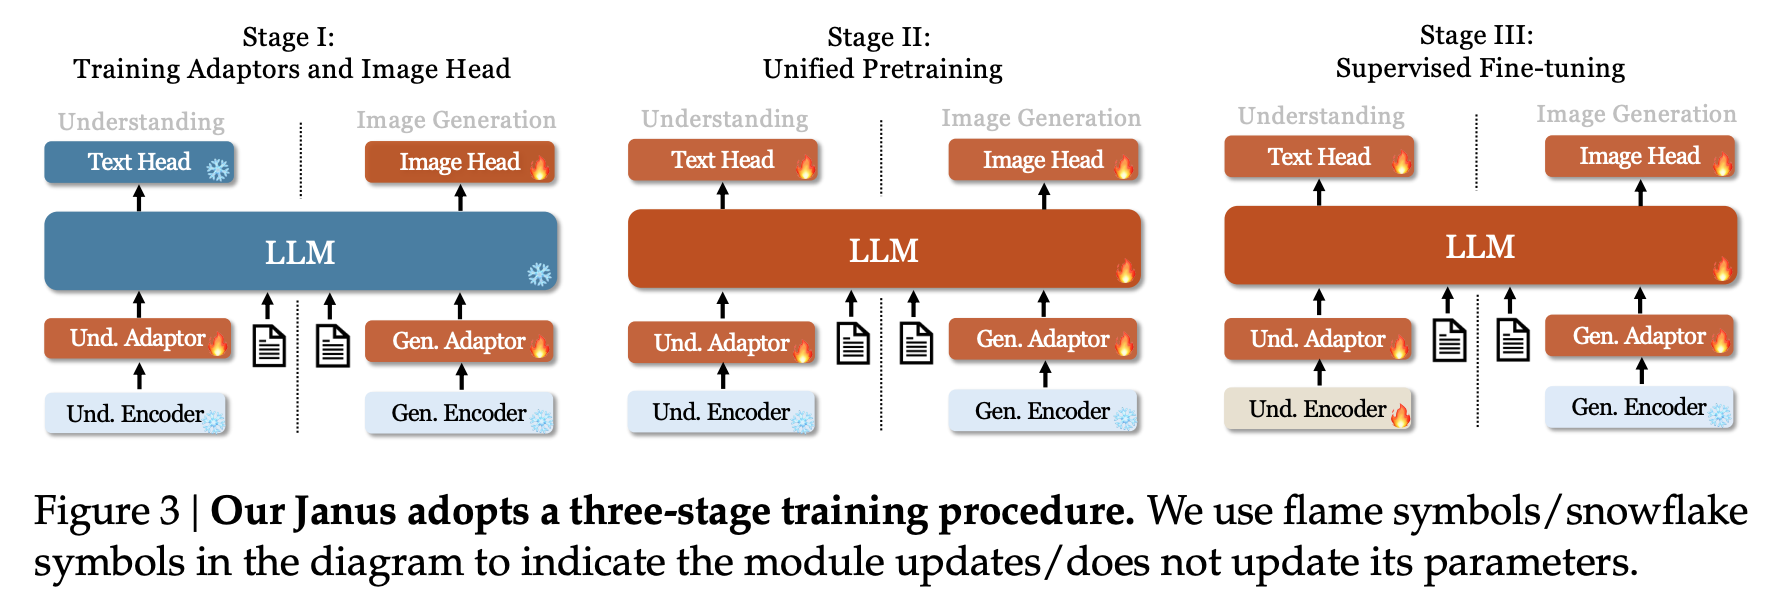 Stage I:
Training Adaptors and Image Head
Understanding
Image Generation
Text Head
Image Head
LLM
Und. Adaptor
Gen. Adaptor
Und. Encoder
Gen. Encoder
Stage II:
Unified Pretraining
Understanding
Image Generation
Text Head
Image Head
LLM
Und. Adaptor
Gen. Adaptor
Und. Encoder
Gen. Encoder
Stage III:
Supervised Fine-tuning
Understanding
Image Generation
Text Head
Image Head
LLM
Und. Adaptor
Gen. Adaptor
Und. Encoder
Gen. Encoder
Figure 3 | Our Janus adopts a three-stage training procedure. We use flame symbols/snowflake
symbols in the diagram to indicate the module updates/does not update its parameters.